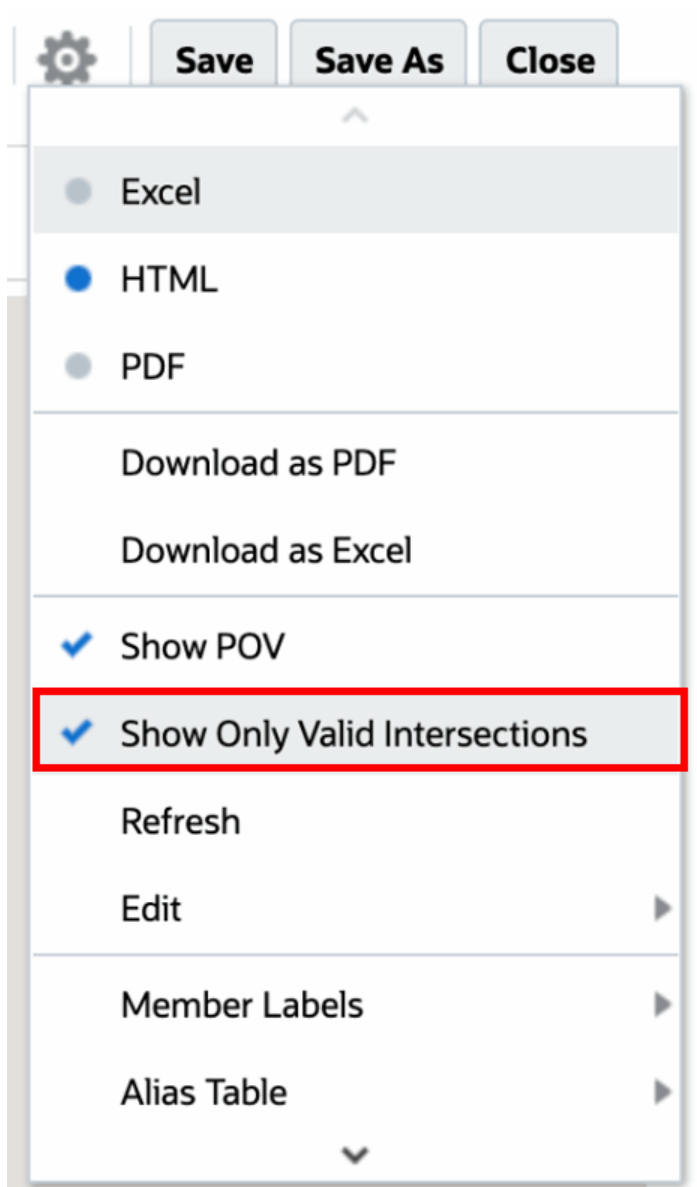 Save Save As Close
Excel
HTML
PDF
Download as PDF
Download as Excel
Show POV
Show Only Valid Intersections
Refresh
Edit
Member Labels
Alias Table